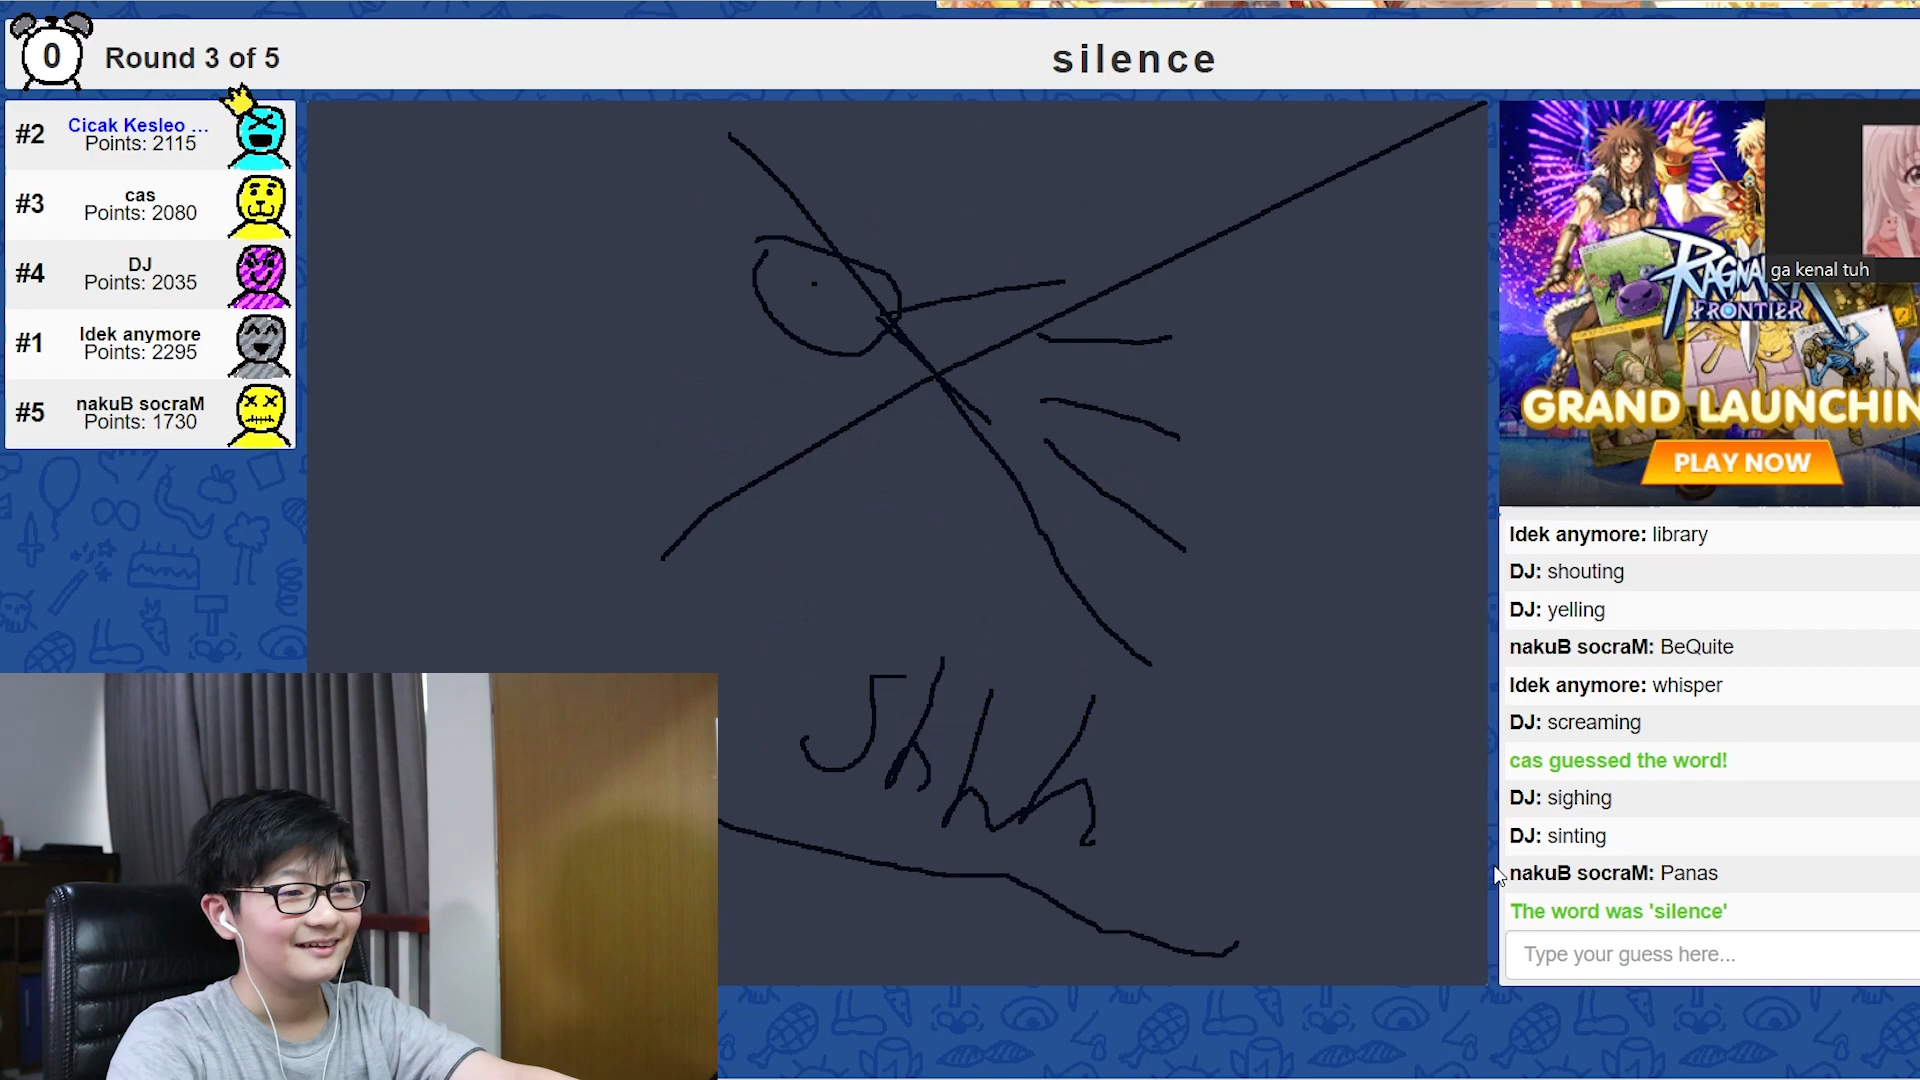 0
Round 3 of 5
silence
#2
Cicak Kesleo ...
Points: 2115
#3
cas
Points: 2080
#4
DJ
Points: 2035
#1
Idek anymore
Points: 2295
#5
nakuB socraM
Points: 1730
Shhh
RAGNA
FRONTIER
GRAND LAUNCHIN
PLAY NOW
ga kenal tuh
Idek anymore: library
DJ: shouting
DJ: yelling
nakuB socraM: BeQuite
Idek anymore: whisper
DJ: screaming
cas guessed the word!
DJ: sighing
DJ: sinting
nakuB socraM: Panas
The word was 'silence'
Type your guess here...